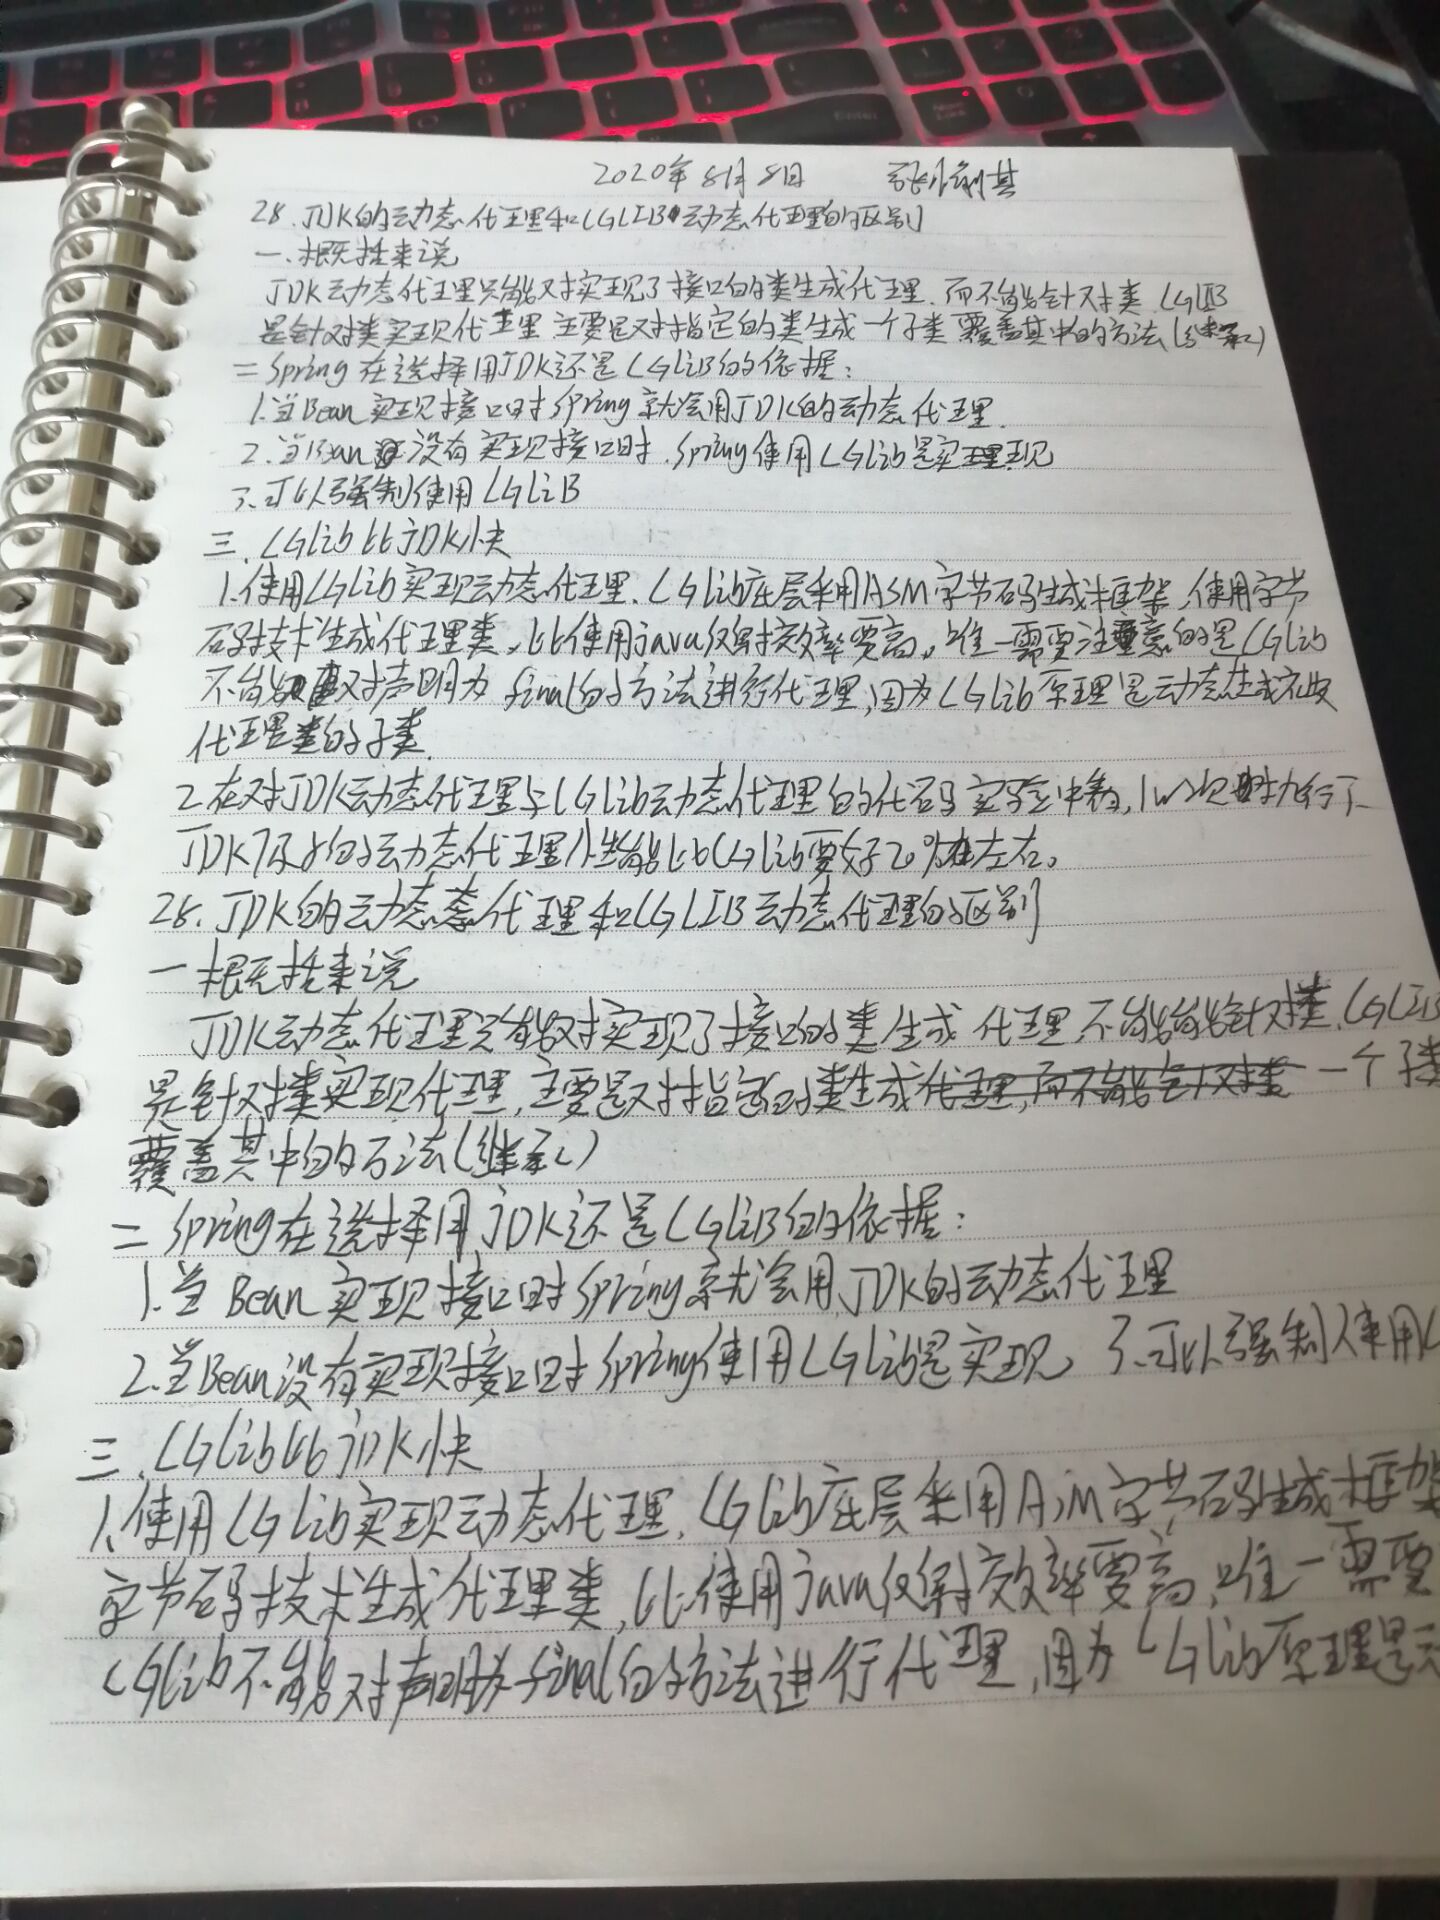 2020年8月8日
28.JDK的动态代理和CGLIB动态代理的区别
一.概括来说
JDK动态代理只能对实现了接口的类生成代理.而不能针对类.CGLIB
是针对类实现代理 主要是对指定的类生成一个子类 覆盖其中的方法(继承)
二 Spring在选择用JDK还是CGLiB的依据:
1.当Bean实现接口时Spring就会用JDK的动态代理.
2.当Bean没有实现接口时.Spring使用CGLib是实现
3.可以强制使用CGLiB
三.CGLib比JDK快
1.使用CGLib实现动态代理.CGLib底层采用ASM字节码生成框架,使用字节
码技术生成代理类,比使用java反射效率要高。唯一需要注意的是CGLib
不能对声明为final的方法进行代理,因为CGLib原理是动态生成被
代理类的子类.
2.在对JDK动态代理与CGLib动态代理的代码实验中,1W次执行下
JDK7及8的动态代理性能比CGLib要好20%左右。
28.JDK的动态代理和CGLIB动态代理的区别
一概括来说
JDK动态代理只能对实现了接口的类生成代理,不能能针对类.CGLIB
是针对类实现代理,主要是对指定的类生成代理,而不能针对类一个子类
覆盖其中的方法(继承)
二 Spring在选择用JDK还是CGLiB的依据:
1.当Bean实现接口时Spring就会用JDK的动态代理
2.当Bean没有实现接口时Spring使用CGLib是实现 3.可以强制使用C
三.CGLib比JDK快
1.使用CGLib实现动态代理,CGLib底层采用ASM字节码生成框架
字节码技术生成代理类,比使用java反射效率要高,唯一需要
CGLib不能对声明为final的方法进行代理,因为CGLib原理是动